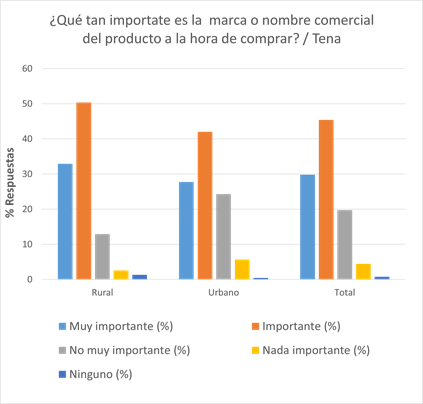 ¿Qué tan importate es la marca o nombre comercial
del producto a la hora de comprar? / Tena
60
50
40
30
20
10
0
% Respuestas
Rural Urbano Total
Muy importante (%) Importante (%)
No muy importante (%) Nada importante (%)
Ninguno (%)